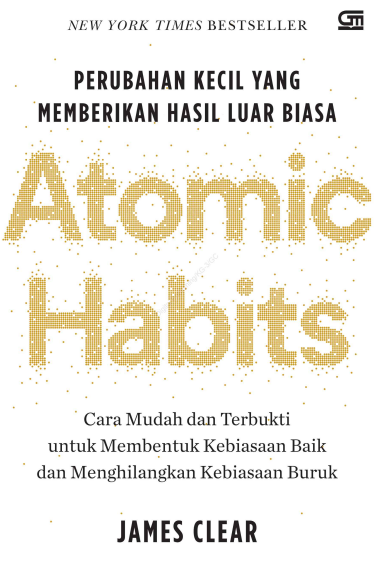 NEW YORK TIMES BESTSELLER
PERUBAHAN KECIL YANG
MEMBERIKAN HASIL LUAR BIASA
Atomic
Habits
Cara Mudah dan Terbukti
untuk Membentuk Kebiasaan Baik
dan Menghilangkan Kebiasaan Buruk
JAMES CLEAR